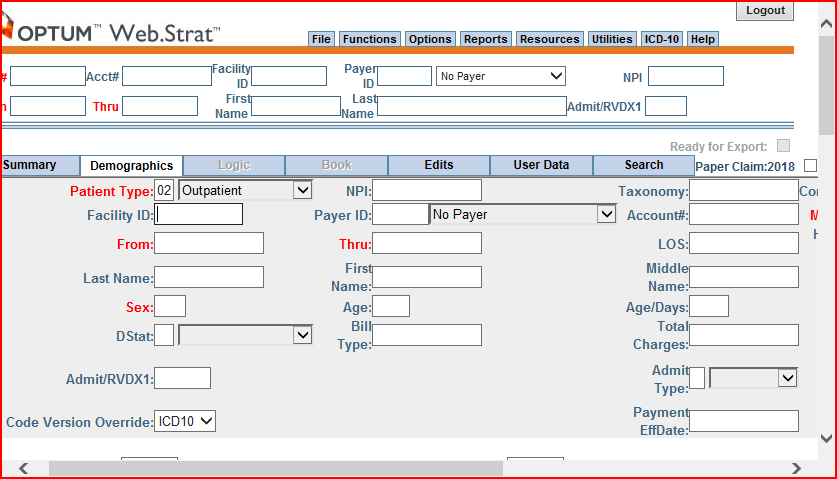 Logout
OPTUM™ Web.Strat™
File Functions Options Reports Resources Utilities ICD-10 Help
# Acct# Facility ID Payer ID No Payer NPI
n Thru First Name Last Name Admit/RVDX1
Ready for Export:
Summary Demographics Logic Book Edits User Data Search Paper Claim:2018
Patient Type: 02 Outpatient NPI: Taxonomy: Con
Facility ID: Payer ID: No Payer Account#: M
From: Thru: LOS: H
Last Name: First Name: Middle Name:
Sex: Age: Age/Days:
DStat: Bill Type: Total Charges:
Admit/RVDX1: Admit Type:
Code Version Override: ICD10 Payment EffDate: